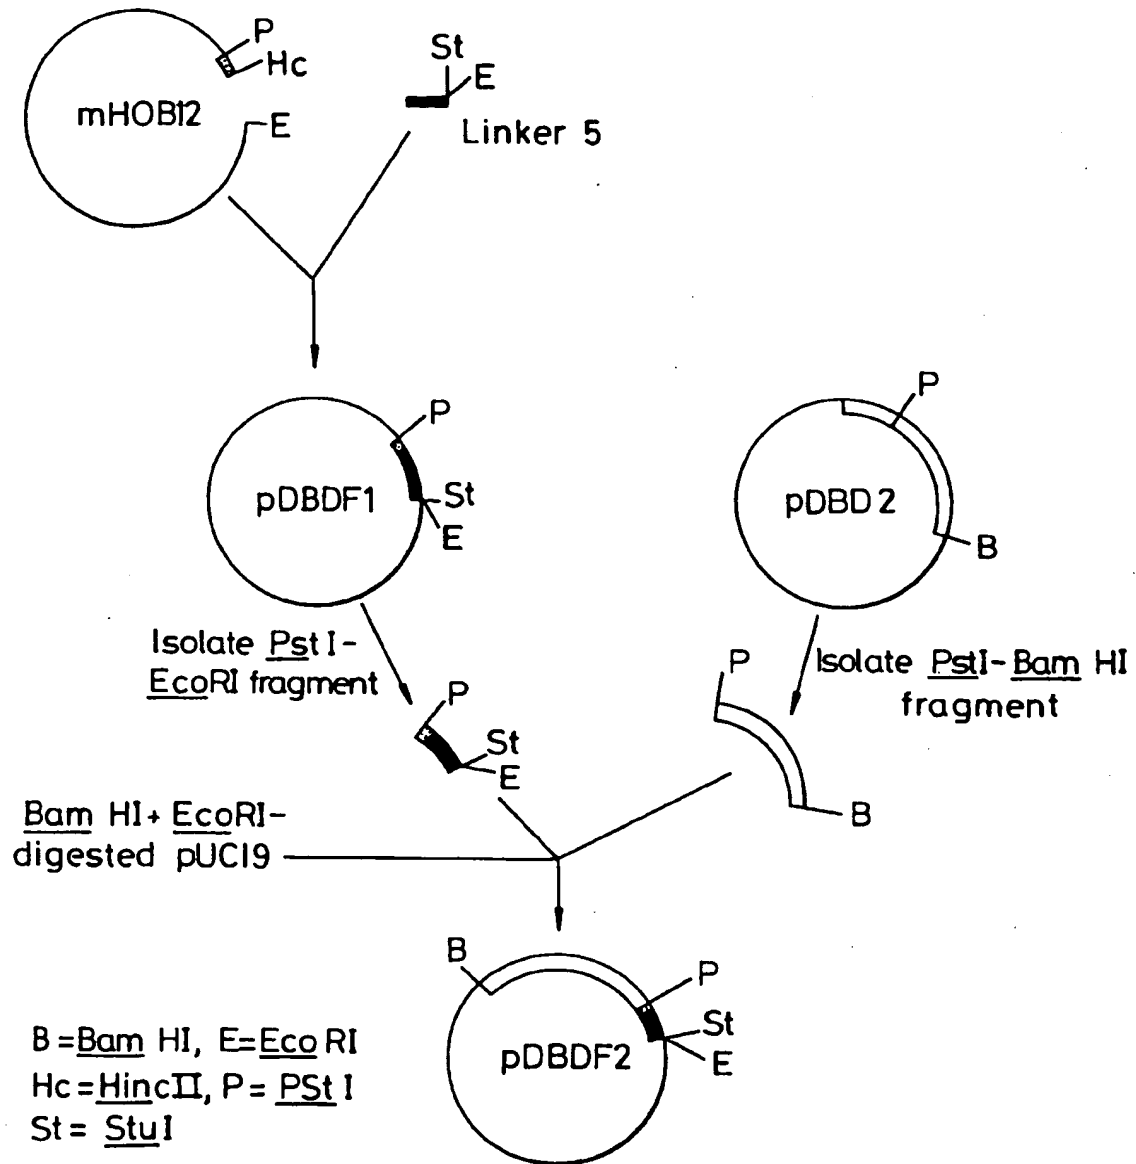 P
Hc
mHOB12
E
St
E
Linker 5
P
pDBDF1
St
E
P
pDBD2
B
Isolate PstI-
EcoRI fragment
P
St
E
Isolate PstI-Bam HI
fragment
P
B
Bam HI + EcoRI-
digested pUC19
B
P
St
E
pDBDF2
B = Bam HI, E = Eco RI
Hc = HincII, P = PSt I
St = StuI